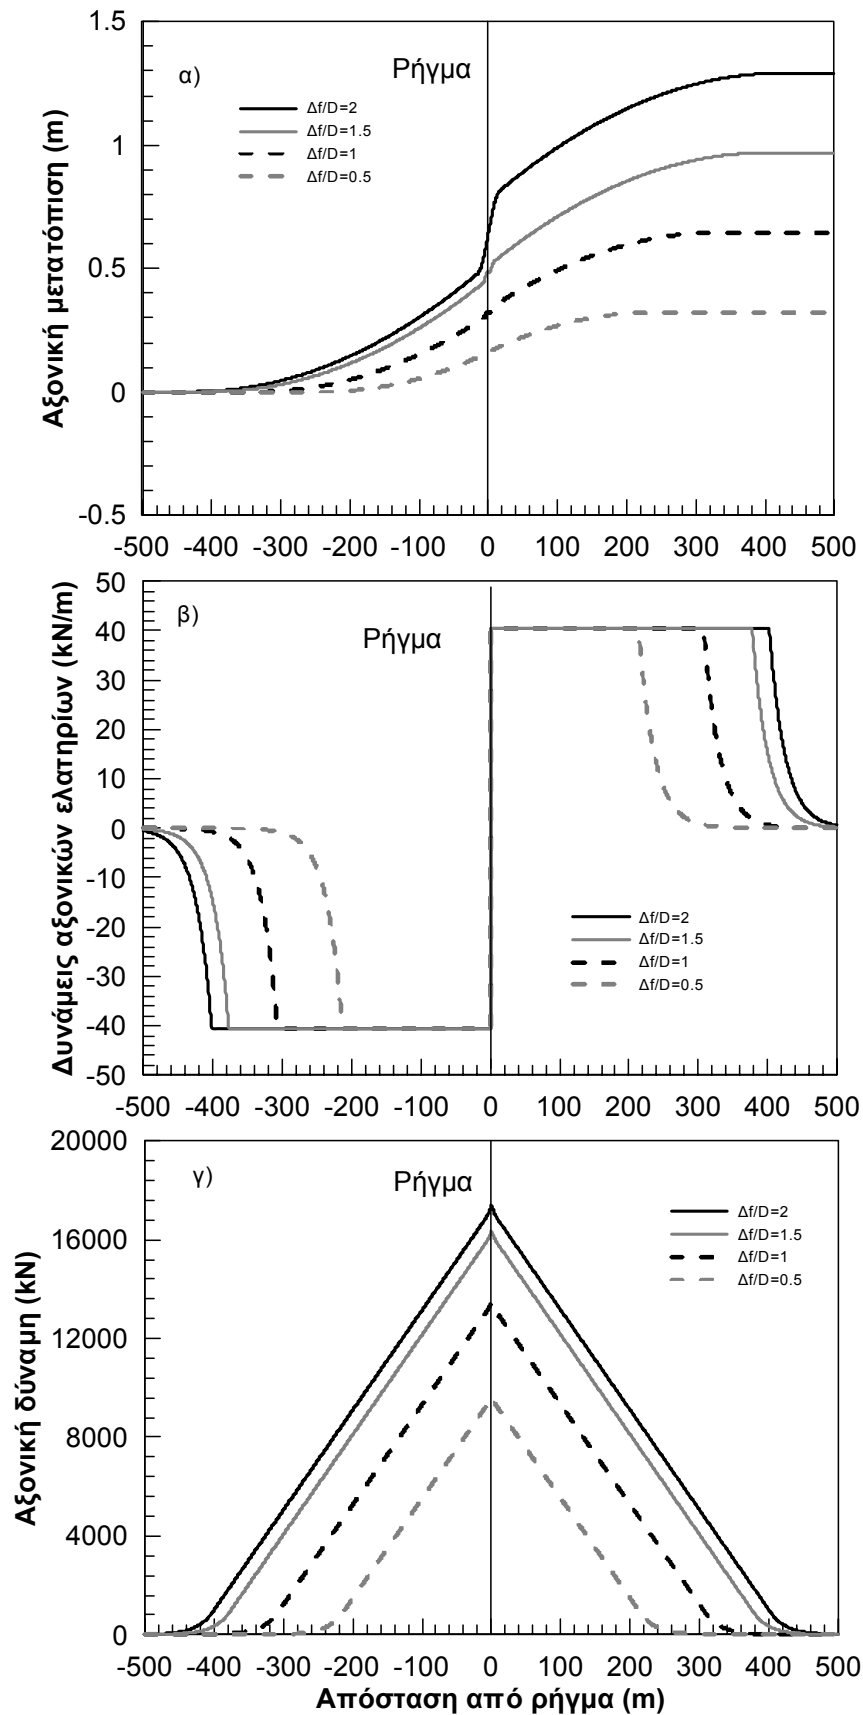 α)
Ρήγμα
Δf/D=2
Δf/D=1.5
Δf/D=1
Δf/D=0.5
Αξονική μετατόπιση (m)
1.5
1
0.5
0
-0.5
-500 -400 -300 -200 -100 0 100 200 300 400 500
β)
Ρήγμα
Δυνάμεις αξονικών ελατηρίων (kN/m)
50
40
30
20
10
0
-10
-20
-30
-40
-50
Δf/D=2
Δf/D=1.5
Δf/D=1
Δf/D=0.5
-500 -400 -300 -200 -100 0 100 200 300 400 500
γ)
Ρήγμα
Δf/D=2
Δf/D=1.5
Δf/D=1
Δf/D=0.5
Αξονική δύναμη (kN)
20000
16000
12000
8000
4000
0
-500 -400 -300 -200 -100 0 100 200 300 400 500
Απόσταση από ρήγμα (m)